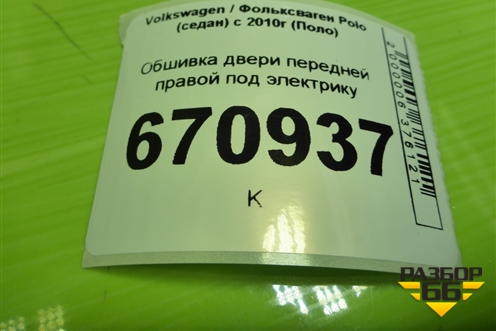 Volkswagen / Фольксваген Polo
(седан) с 2010г (Поло)
Обшивка двери передней
правой под электрику
670937
К
2000006376121
РАЗБОР
66